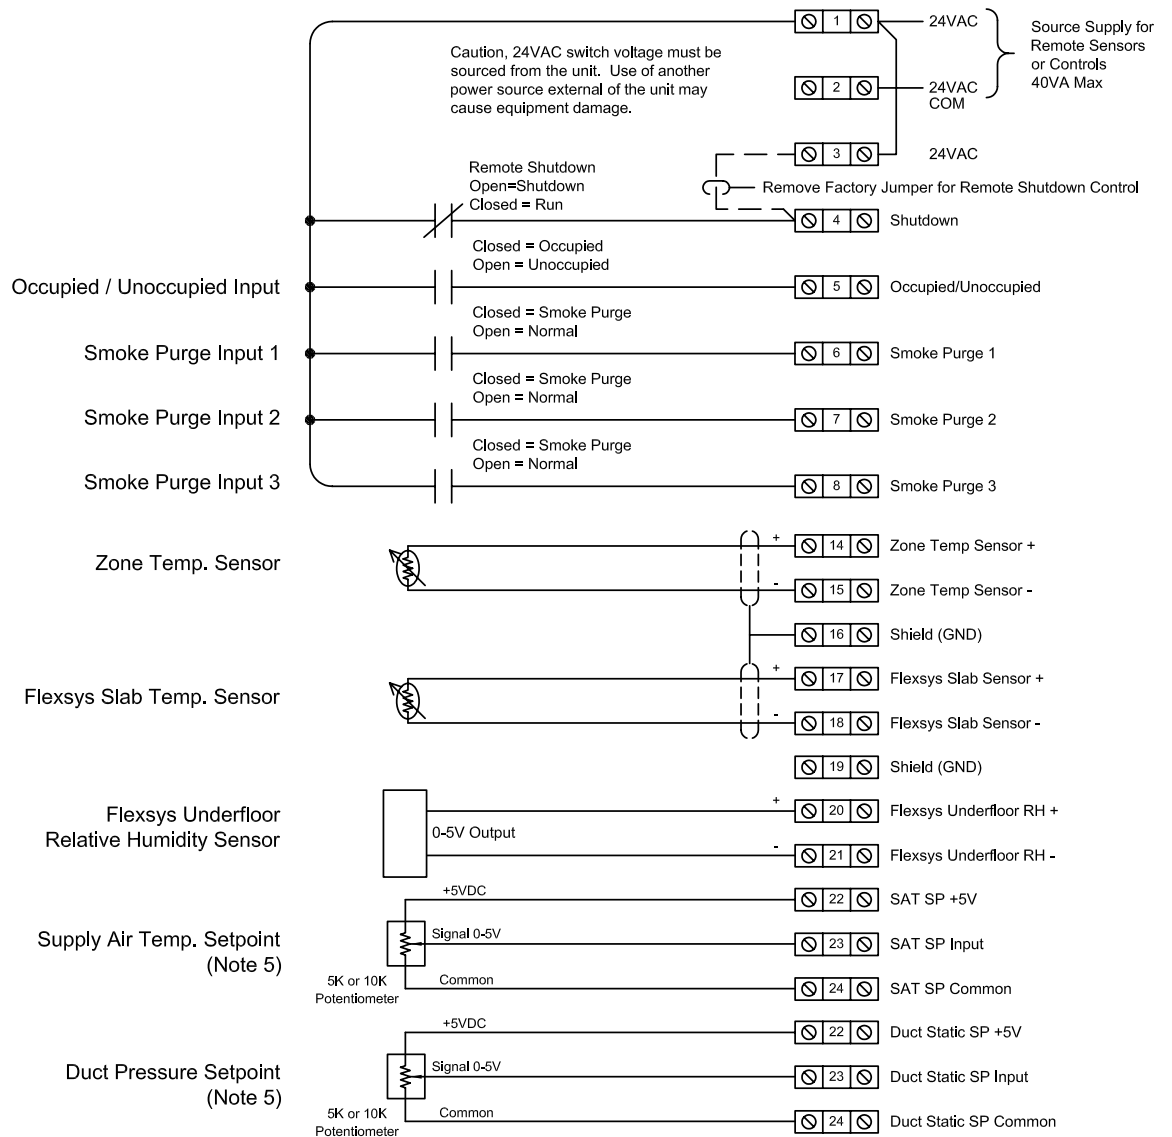 1
24VAC
Source Supply for
Remote Sensors
or Controls
40VA Max
Caution, 24VAC switch voltage must be
sourced from the unit. Use of another
power source external of the unit may
cause equipment damage.
2
24VAC
COM
3
24VAC
Remote Shutdown
Open=Shutdown
Closed = Run
Remove Factory Jumper for Remote Shutdown Control
4
Shutdown
Closed = Occupied
Open = Unoccupied
Occupied / Unoccupied Input
5
Occupied/Unoccupied
Closed = Smoke Purge
Open = Normal
Smoke Purge Input 1
6
Smoke Purge 1
Closed = Smoke Purge
Open = Normal
Smoke Purge Input 2
7
Smoke Purge 2
Closed = Smoke Purge
Open = Normal
Smoke Purge Input 3
8
Smoke Purge 3
Zone Temp. Sensor
+
14
Zone Temp Sensor +
-
15
Zone Temp Sensor -
16
Shield (GND)
Flexsys Slab Temp. Sensor
+
17
Flexsys Slab Sensor +
-
18
Flexsys Slab Sensor -
19
Shield (GND)
Flexsys Underfloor
Relative Humidity Sensor
0-5V Output
+
20
Flexsys Underfloor RH +
-
21
Flexsys Underfloor RH -
+5VDC
22
SAT SP +5V
Supply Air Temp. Setpoint
(Note 5)
Signal 0-5V
23
SAT SP Input
5K or 10K
Potentiometer
Common
24
SAT SP Common
+5VDC
22
Duct Static SP +5V
Duct Pressure Setpoint
(Note 5)
Signal 0-5V
23
Duct Static SP Input
5K or 10K
Potentiometer
Common
24
Duct Static SP Common